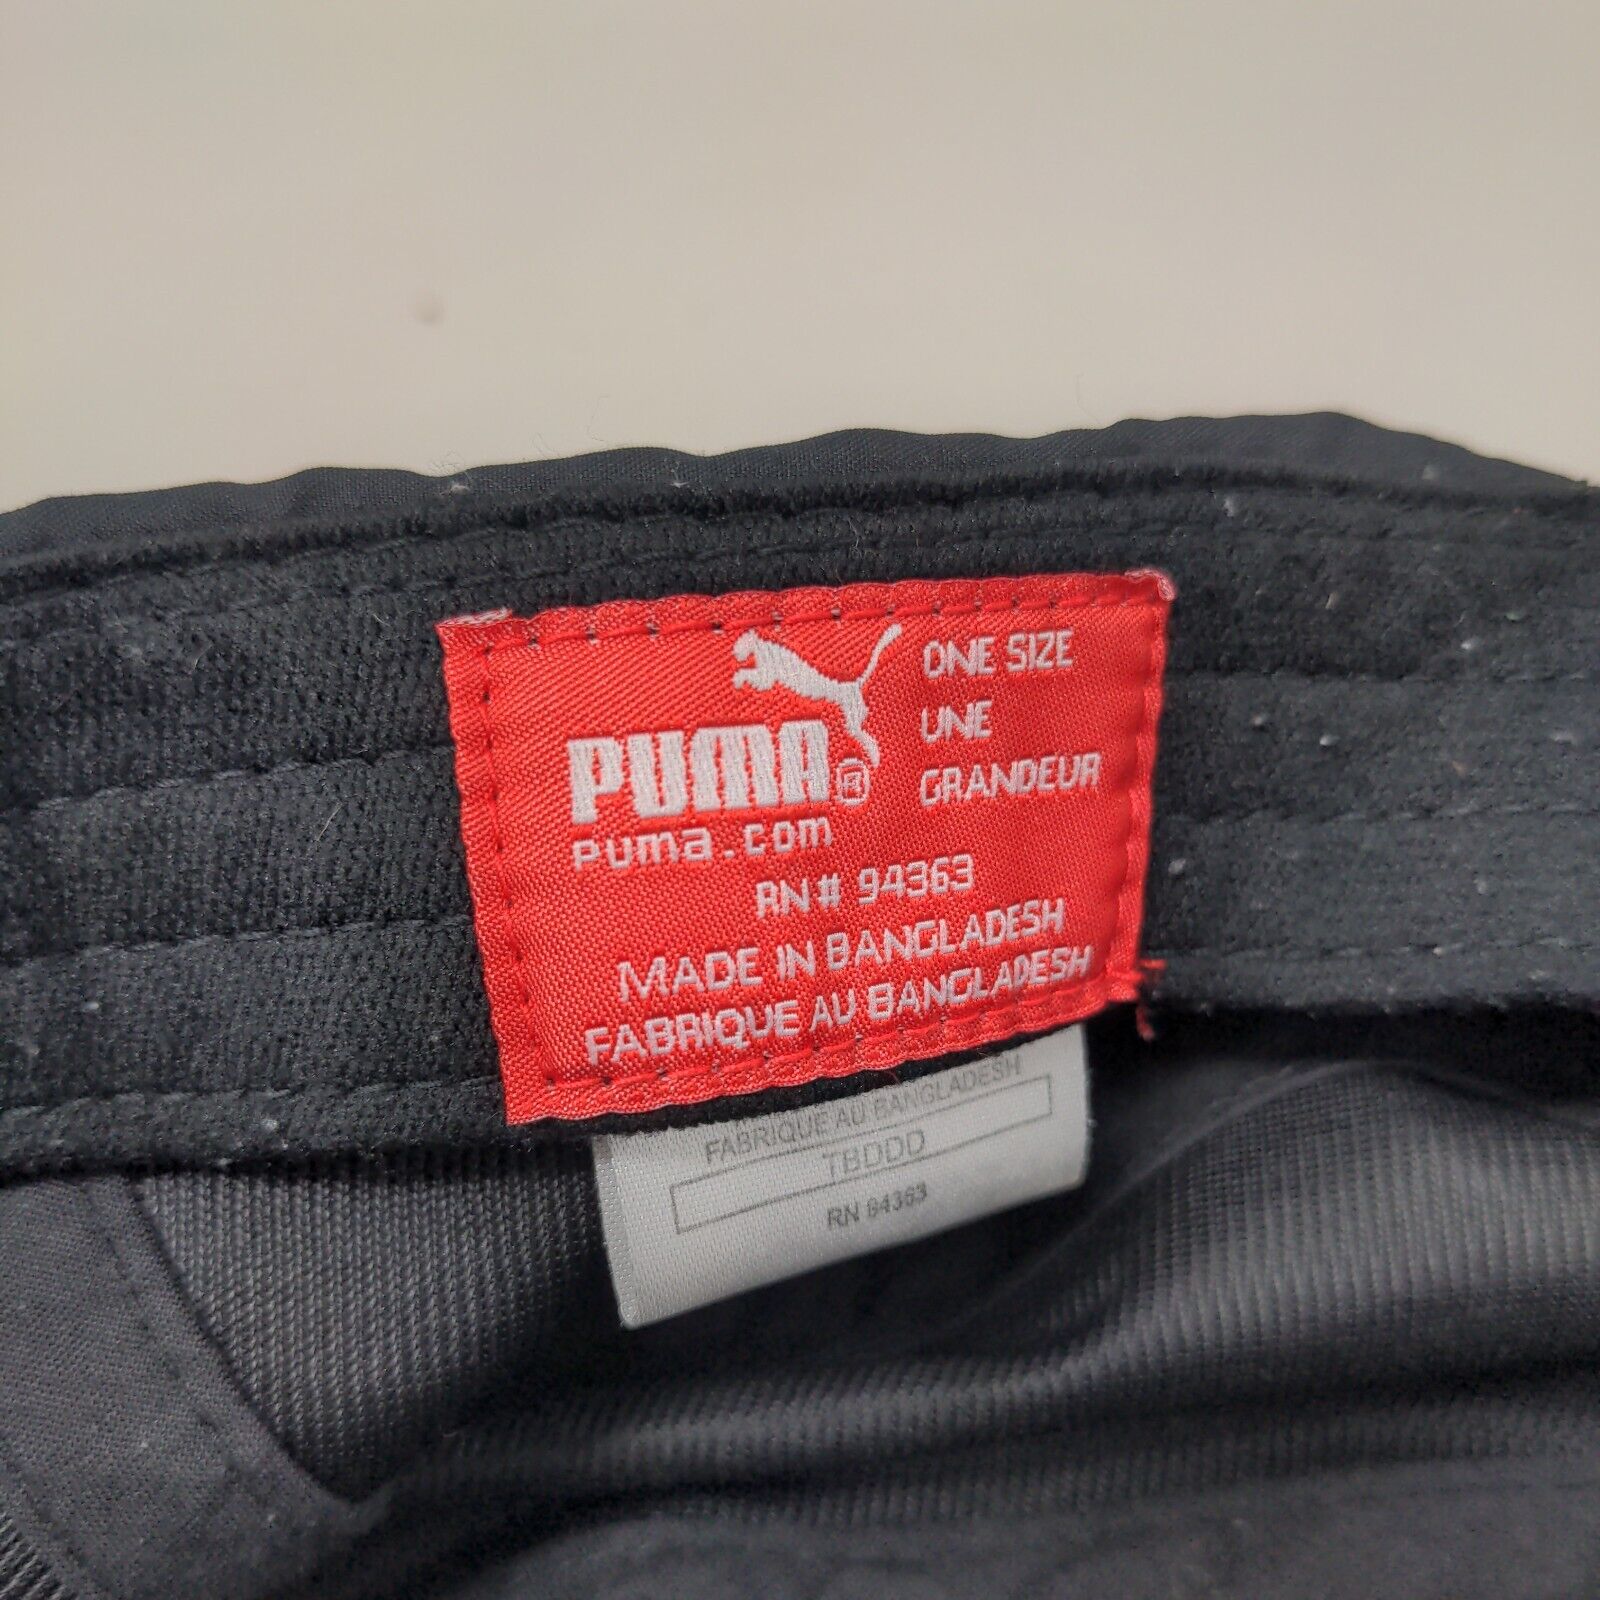 PUMA®
puma.com
ONE SIZE
UNE
GRANDEUR
RN# 94363
MADE IN BANGLADESH
FABRIQUE AU BANGLADESH
FABRIQUE AU BANGLADESH
TBDDD
RN 94363